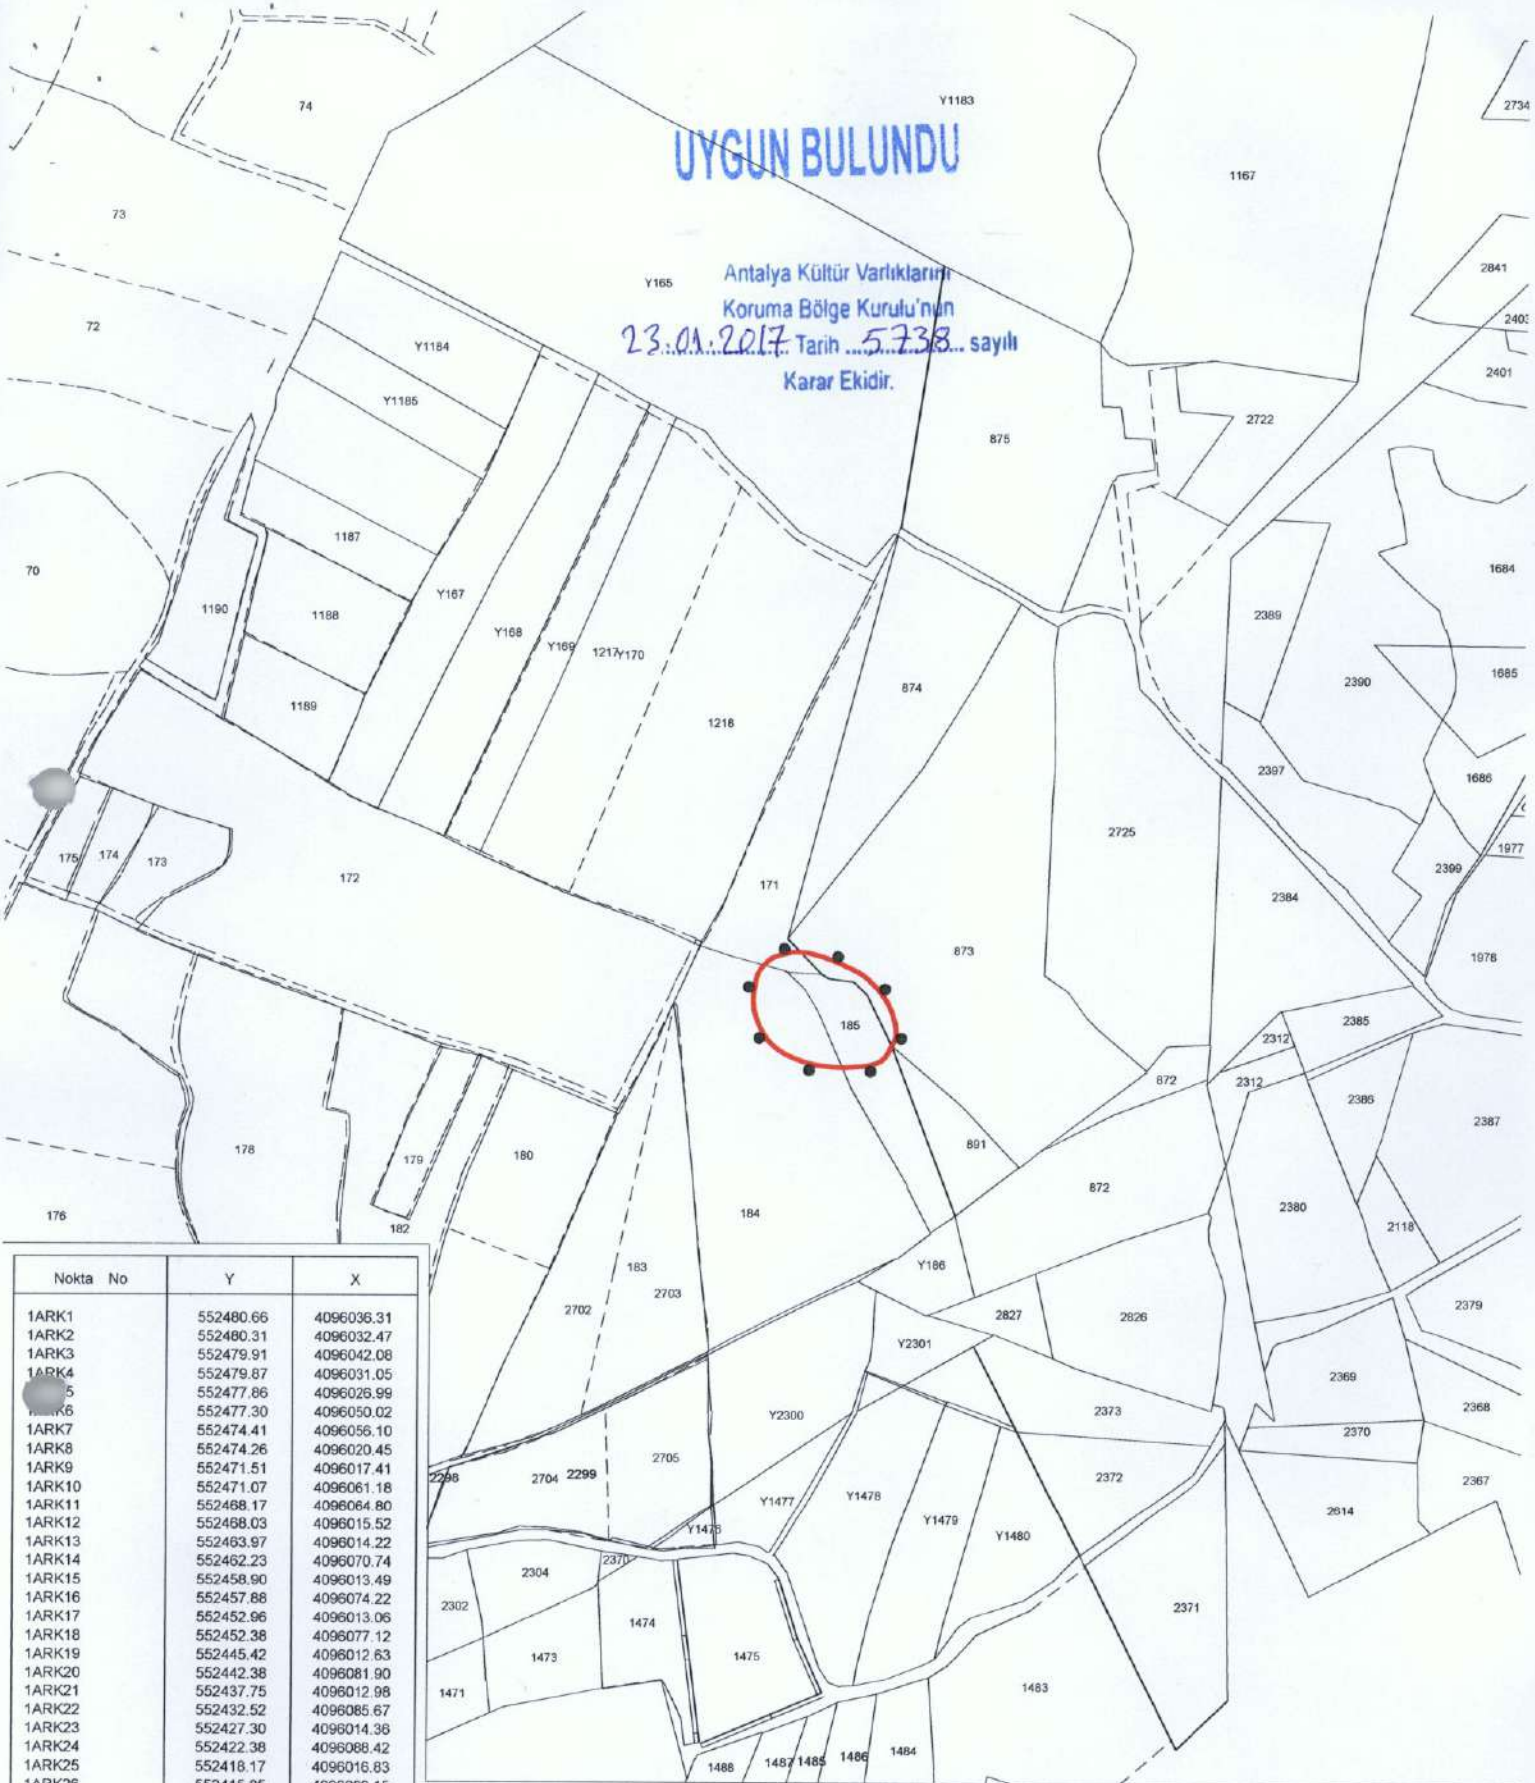 74
Y1183
2734
UYGUN BULUNDU
1167
73
2841
Y165
Antalya Kültür Varlıklarını
Koruma Bölge Kurulu'nun
23.01.2017 Tarih 5738 sayılı
Karar Ekidir.
72
2403
Y1184
2401
Y1185
2722
875
1187
70
1684
Y167
1190
1188
2389
Y168
Y169
1217
Y170
1685
2390
874
1189
1218
2397
1686
2725
1977
175
174
173
172
2399
171
2384
873
1978
185
2385
2312
872
2312
2386
2387
178
179
180
891
872
176
182
184
2380
2118
183
Y186
2703
2702
2827
2826
2379
Y2301
2369
2368
Y2300
2373
2370
2705
2298
2704
2299
2372
2367
Y1477
Y1478
Y1479
Y1480
2614
Y1476
2304
2370
2302
2371
1474
1473
1475
1471
1483
1488
1487
1485
1486
1484
Nokta No Y X
1ARK1 552480.66 4096036.31
1ARK2 552480.31 4096032.47
1ARK3 552479.91 4096042.08
1ARK4 552479.87 4096031.05
5 552477.86 4096026.99
K6 552477.30 4096050.02
1ARK7 552474.41 4096056.10
1ARK8 552474.26 4096020.45
1ARK9 552471.51 4096017.41
1ARK10 552471.07 4096061.18
1ARK11 552468.17 4096064.80
1ARK12 552468.03 4096015.52
1ARK13 552463.97 4096014.22
1ARK14 552462.23 4096070.74
1ARK15 552458.90 4096013.49
1ARK16 552457.88 4096074.22
1ARK17 552452.96 4096013.06
1ARK18 552452.38 4096077.12
1ARK19 552445.42 4096012.63
1ARK20 552442.38 4096081.90
1ARK21 552437.75 4096012.98
1ARK22 552432.52 4096085.67
1ARK23 552427.30 4096014.36
1ARK24 552422.38 4096088.42
1ARK25 552418.17 4096016.83